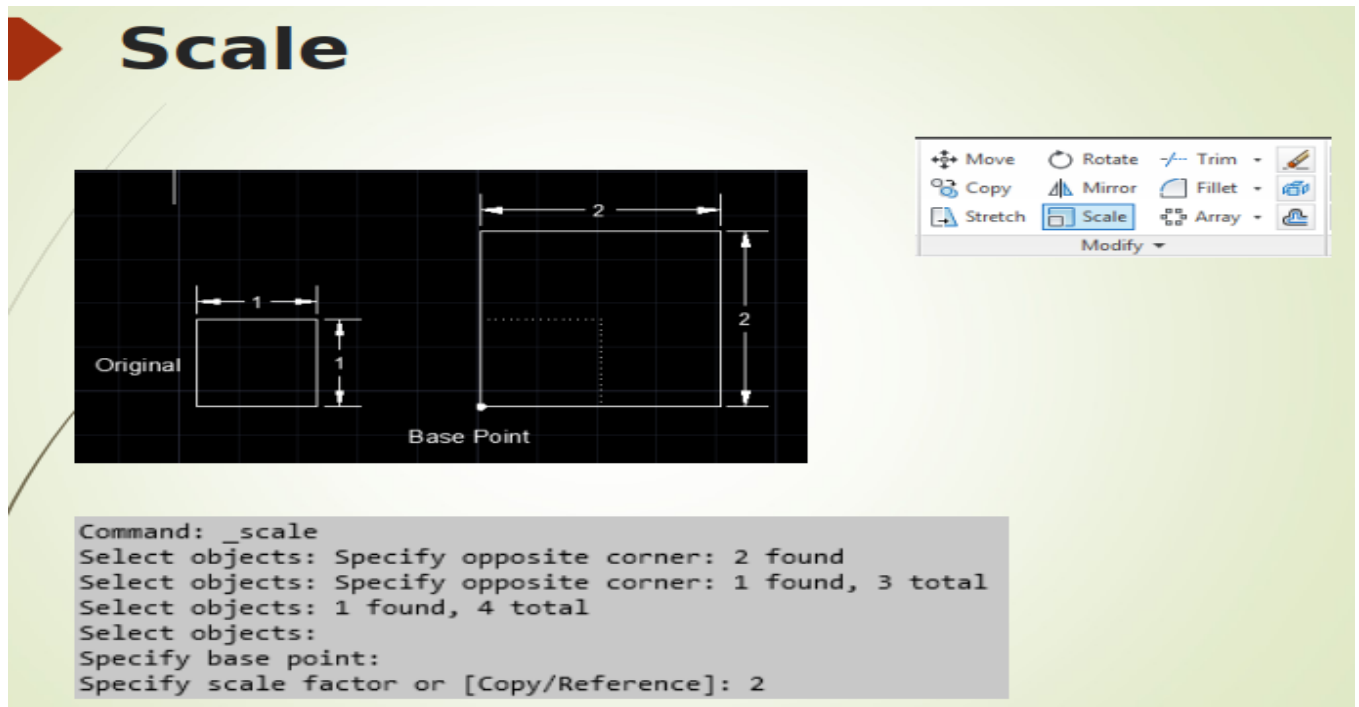 Scale
Move Rotate Trim
Copy Mirror Fillet
Stretch Scale Array
Modify
2
1
2
Original
1
Base Point
Command: _scale
Select objects: Specify opposite corner: 2 found
Select objects: Specify opposite corner: 1 found, 3 total
Select objects: 1 found, 4 total
Select objects:
Specify base point:
Specify scale factor or [Copy/Reference]: 2